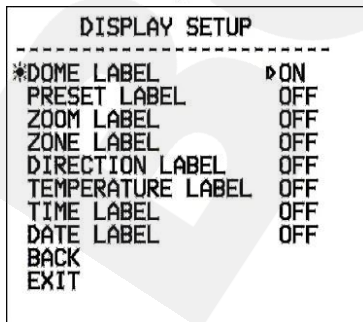 DISPLAY SETUP
DOME LABEL ON
PRESET LABEL OFF
ZOOM LABEL OFF
ZONE LABEL OFF
DIRECTION LABEL OFF
TEMPERATURE LABEL OFF
TIME LABEL OFF
DATE LABEL OFF
BACK
EXIT